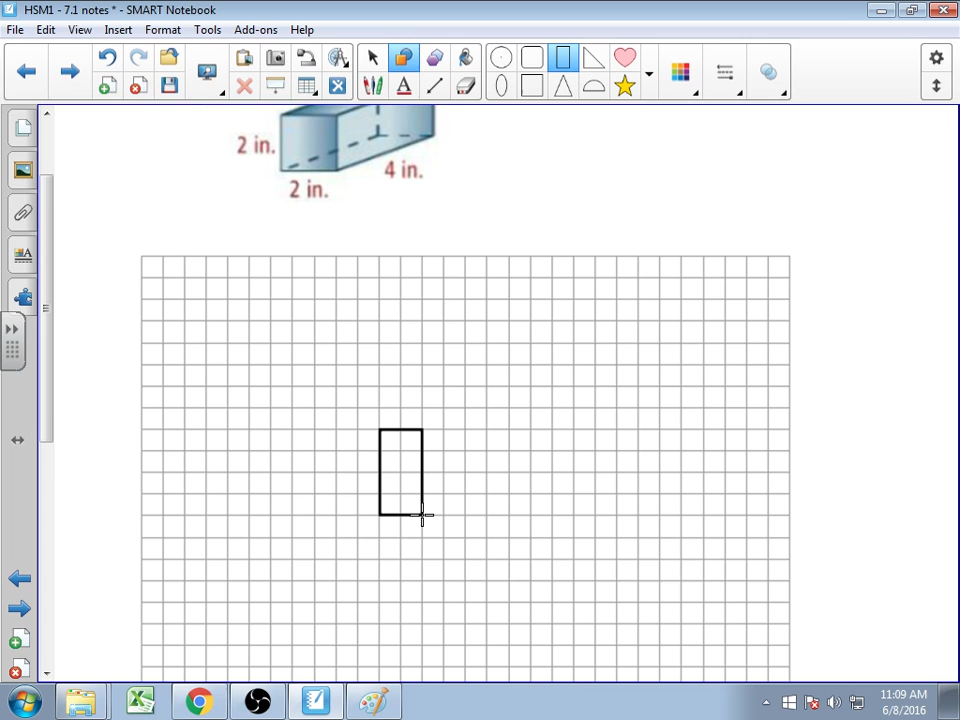 HSM1 - 7.1 notes * - SMART Notebook
File Edit View Insert Format Tools Add-ons Help
2 in.
4 in.
2 in.
11:09 AM
6/8/2016